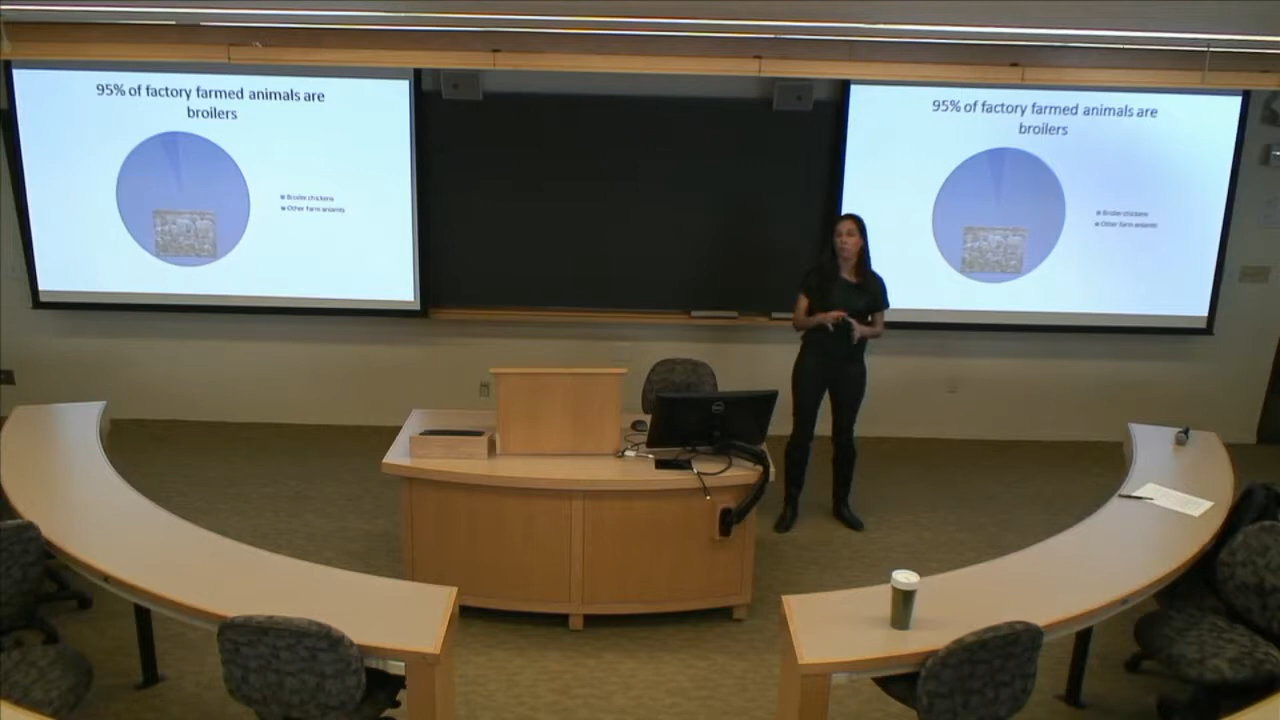 95% of factory farmed animals are
broilers
Broiler chickens
Other farm animals
95% of factory farmed animals are
broilers
Broiler chickens
Other farm animals
DELL